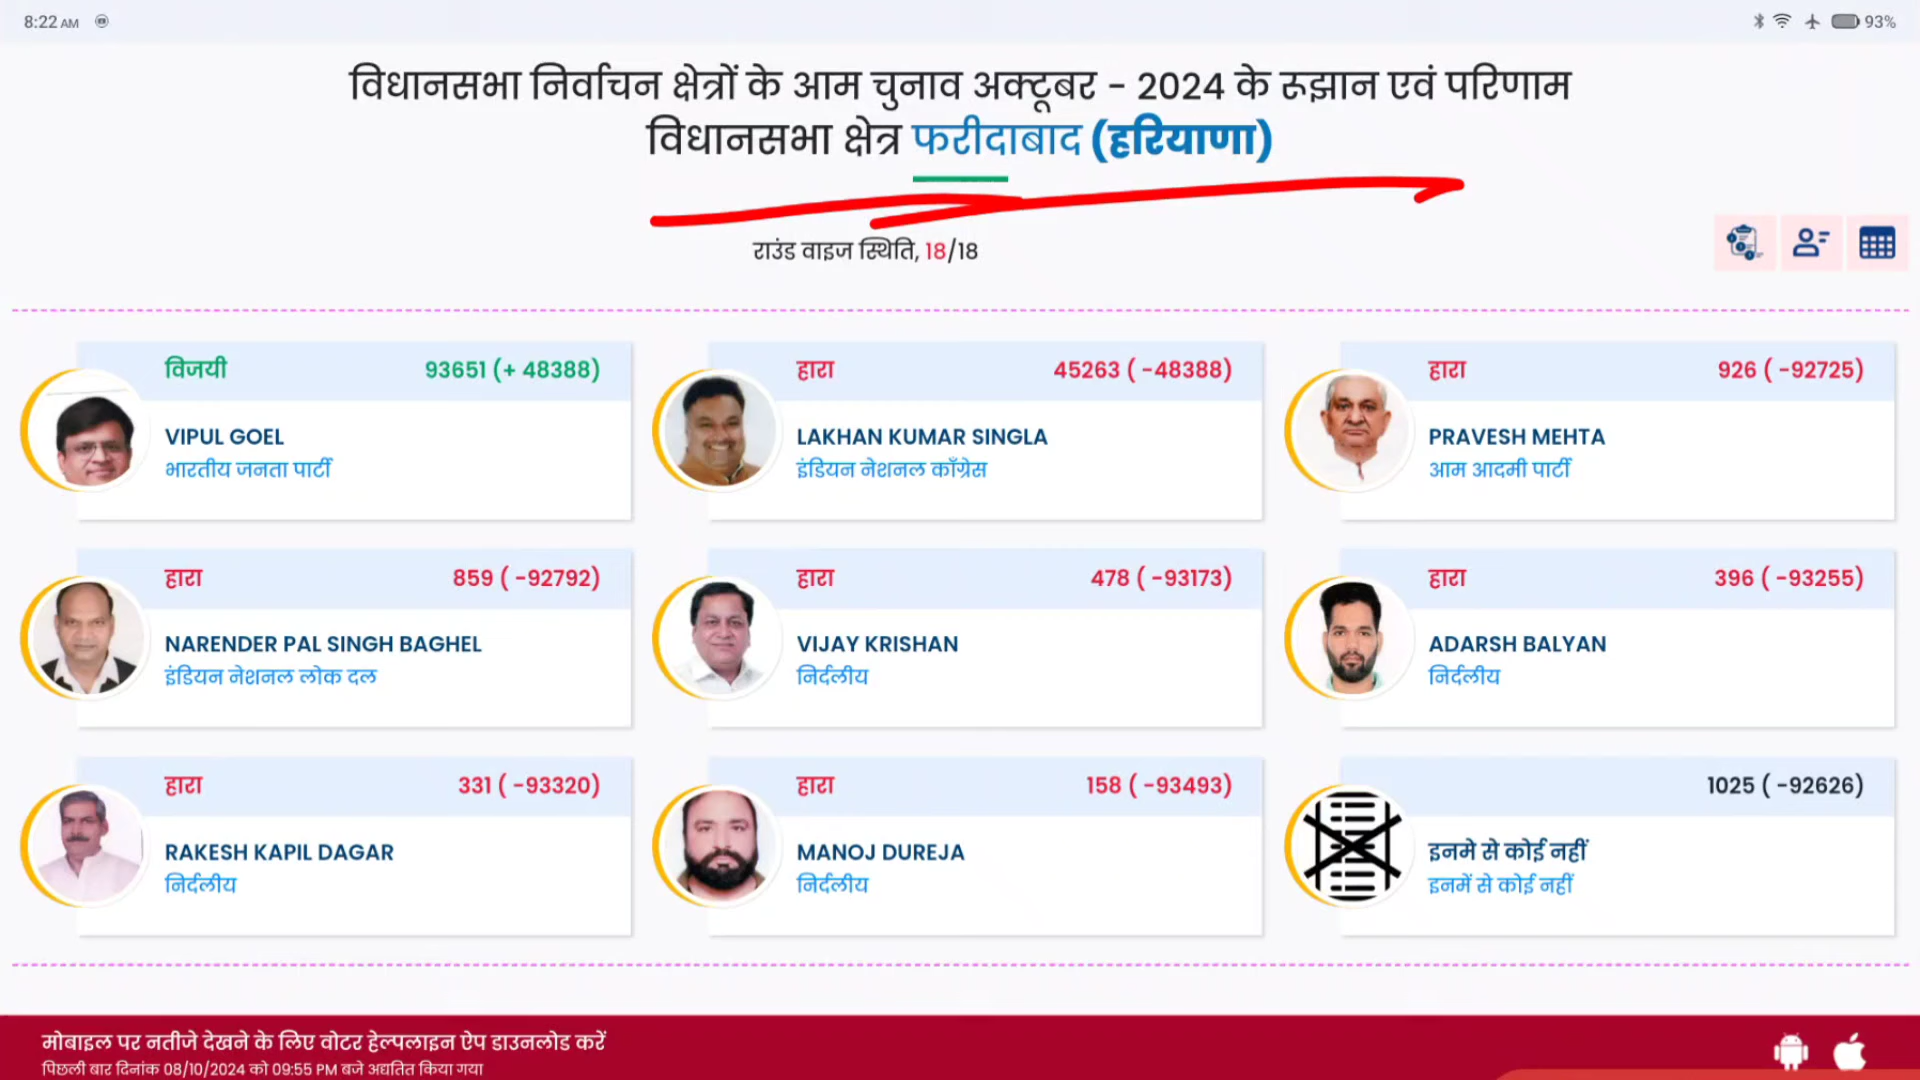 8:22 AM
93%
विधानसभा निर्वाचन क्षेत्रों के आम चुनाव अक्टूबर - 2024 के रूझान एवं परिणाम
विधानसभा क्षेत्र फरीदाबाद (हरियाणा)
राउंड वाइज स्थिति, 18/18
विजयी 93651 (+ 48388)
VIPUL GOEL
भारतीय जनता पार्टी
हारा 45263 ( -48388)
LAKHAN KUMAR SINGLA
इंडियन नेशनल काँग्रेस
हारा 926 ( -92725)
PRAVESH MEHTA
आम आदमी पार्टी
हारा 859 ( -92792)
NARENDER PAL SINGH BAGHEL
इंडियन नेशनल लोक दल
हारा 478 ( -93173)
VIJAY KRISHAN
निर्दलीय
हारा 396 ( -93255)
ADARSH BALYAN
निर्दलीय
हारा 331 ( -93320)
RAKESH KAPIL DAGAR
निर्दलीय
हारा 158 ( -93493)
MANOJ DUREJA
निर्दलीय
1025 ( -92626)
इनमे से कोई नहीं
इनमें से कोई नहीं
मोबाइल पर नतीजे देखने के लिए वोटर हेल्पलाइन ऐप डाउनलोड करें
पिछली बार दिनांक 08/10/2024 को 09:55 PM बजे अद्यतित किया गया